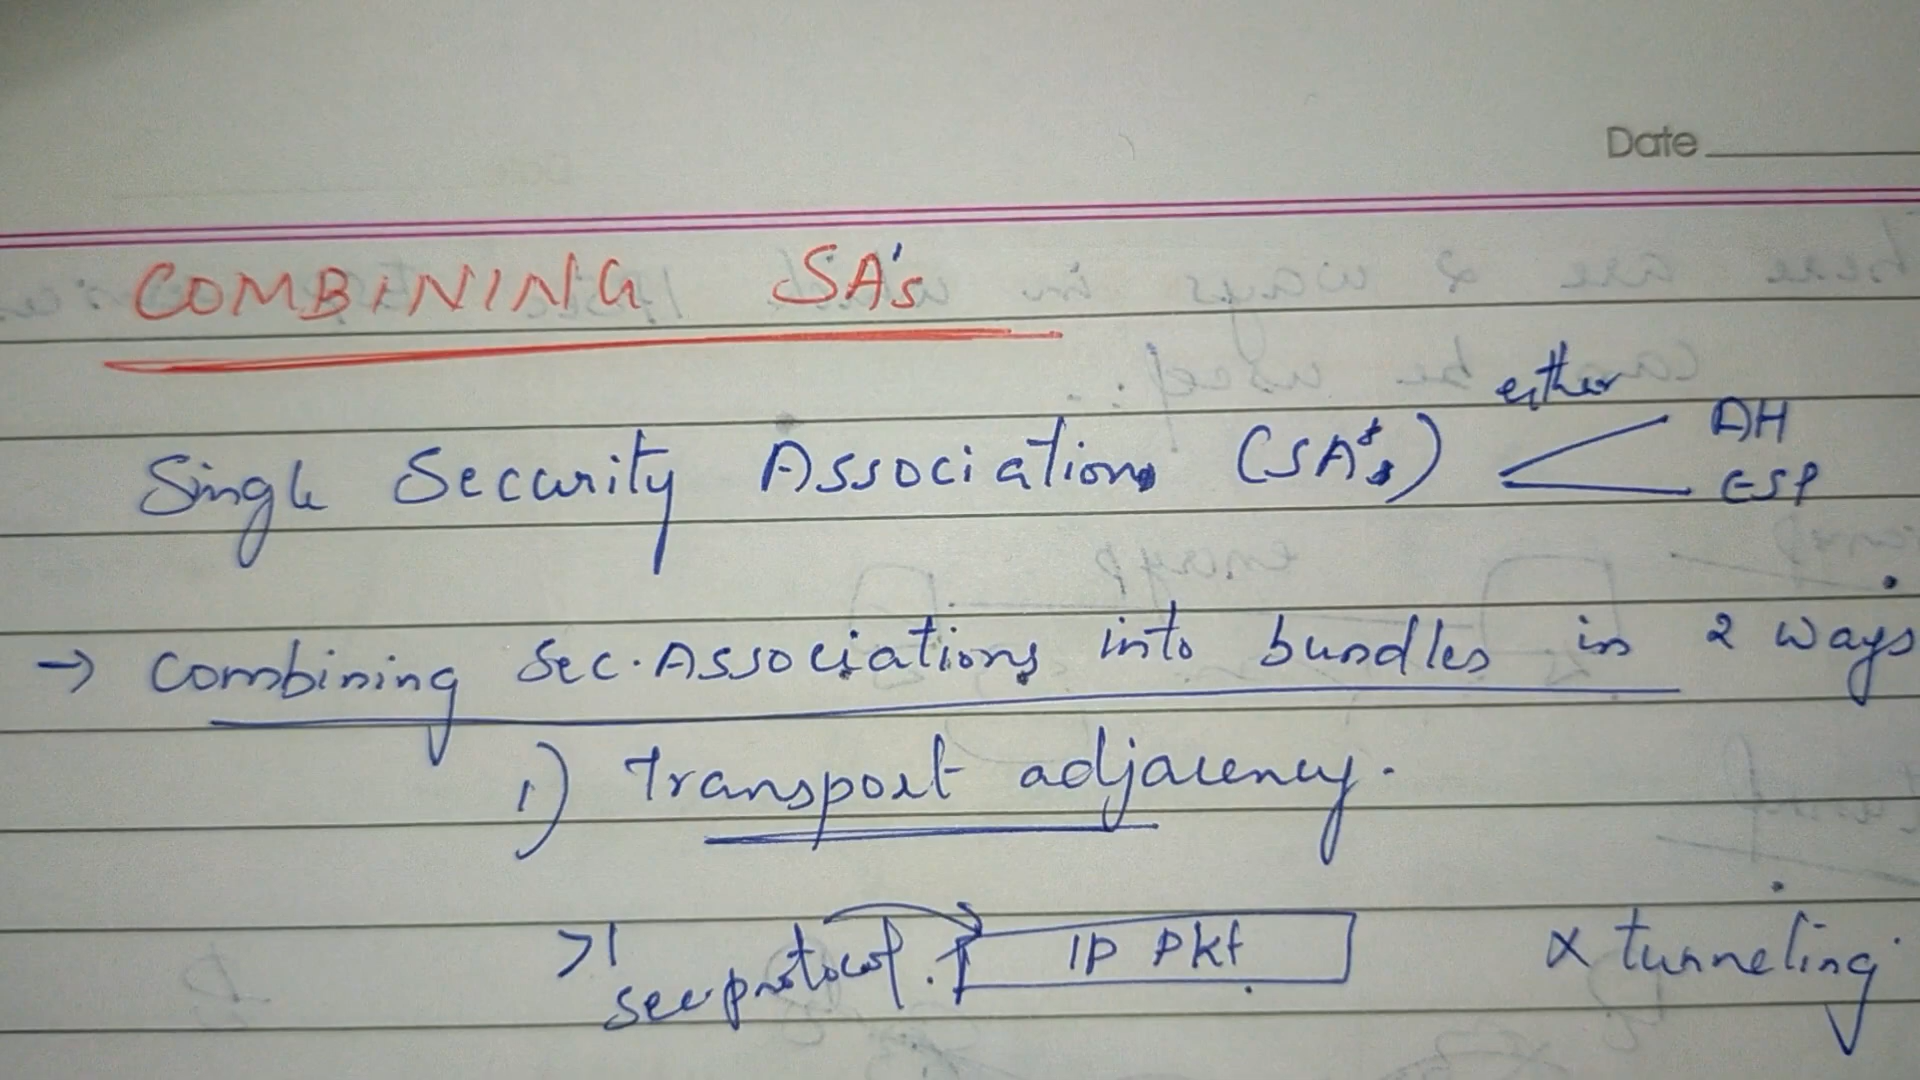 Date
COMBINING SA's
Single Security Associations (SA's) either AH
ESP
→ Combining Sec. Associations into bundles in 2 ways
1) Transport adjacency.
>1 sec protocol. IP Pkt x tunneling